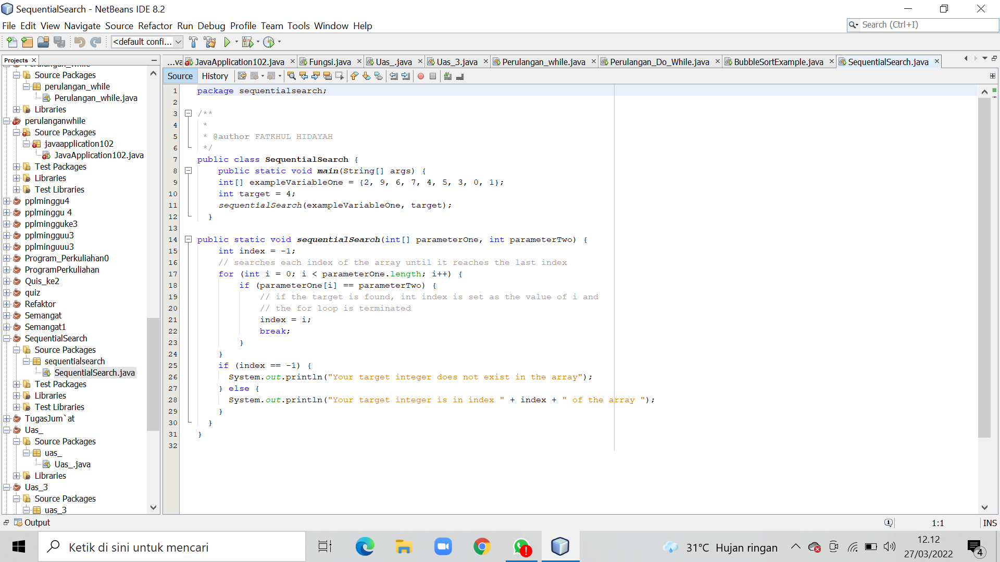 SequentialSearch - NetBeans IDE 8.2
File Edit View Navigate Source Refactor Run Debug Profile Team Tools Window Help
Search (Ctrl+I)
<default confi...
Projects
...va JavaApplication102.java Fungsi.java Uas_.java Uas_3.java Perulangan_while.java Perulangan_Do_While.java BubbleSortExample.java SequentialSearch.java
Source History
Perulangan_While
Source Packages
perulangan_while
Perulangan_while.java
Libraries
perulanganwhile
Source Packages
javaapplication102
JavaApplication102.java
Test Packages
Libraries
Test Libraries
pplminggu4
pplminggu 4
pplmingguke3
pplmingguu3
pplminguuu3
Program_Perkuliahan0
ProgramPerkuliahan
Quis_ke2
quiz
Refaktor
Semangat
Semangat1
SequentialSearch
Source Packages
sequentialsearch
SequentialSearch.java
Test Packages
Libraries
Test Libraries
TugasJum`at
Uas_
Source Packages
uas_
Uas_.java
Libraries
Uas_3
Source Packages
uas_3
1 package sequentialsearch;
2
3 /**
4 *
5 * @author FATKHUL HIDAYAH
6 */
7 public class SequentialSearch {
8 public static void main(String[] args) {
9 int[] exampleVariableOne = {2, 9, 6, 7, 4, 5, 3, 0, 1};
10 int target = 4;
11 sequentialSearch(exampleVariableOne, target);
12 }
13
14 public static void sequentialSearch(int[] parameterOne, int parameterTwo) {
15 int index = -1;
16 // searches each index of the array until it reaches the last index
17 for (int i = 0; i < parameterOne.length; i++) {
18 if (parameterOne[i] == parameterTwo) {
19 // if the target is found, int index is set as the value of i and
20 // the for loop is terminated
21 index = i;
22 break;
23 }
24 }
25 if (index == -1) {
26 System.out.println("Your target integer does not exist in the array");
27 } else {
28 System.out.println("Your target integer is in index " + index + " of the array ");
29 }
30 }
31 }
32
Output
1:1 INS
Ketik di sini untuk mencari
31°C Hujan ringan
12.12
27/03/2022
4